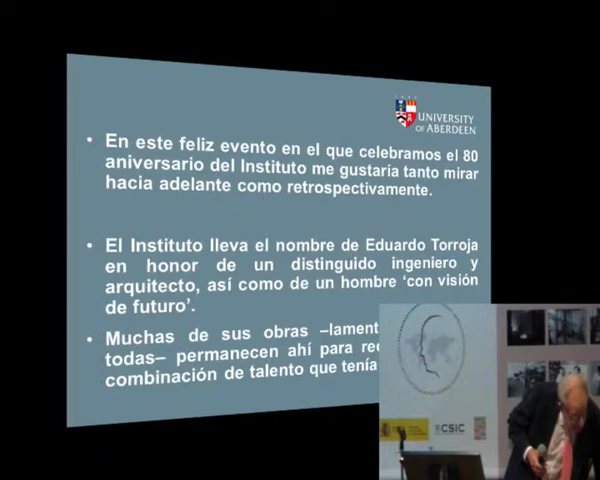 UNIVERSITY
OF ABERDEEN
• En este feliz evento en el que celebramos el 80
aniversario del Instituto me gustaría tanto mirar
hacia adelante como retrospectivamente.
• El Instituto lleva el nombre de Eduardo Torroja
en honor de un distinguido ingeniero y
arquitecto, así como de un hombre ‘con visión
de futuro’.
• Muchas de sus obras –lament
todas– permanecen ahí para rec
combinación de talento que tenía
CSIC